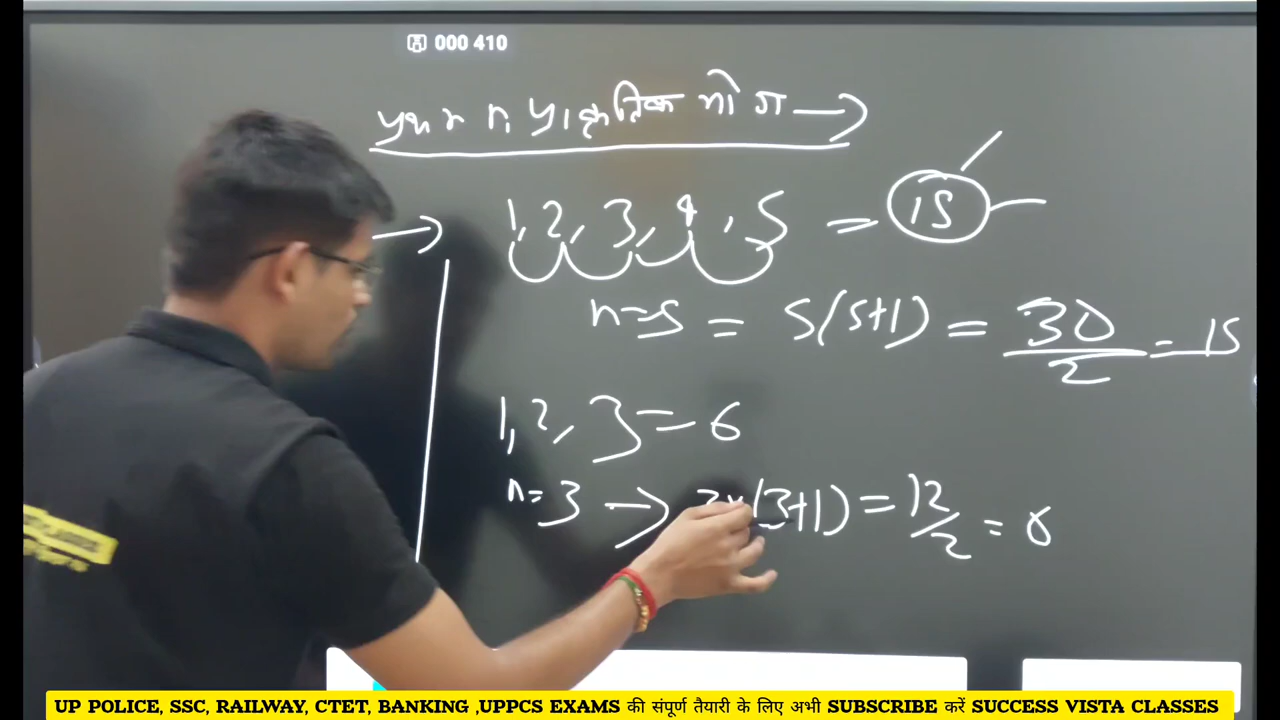 000 410
प्रथम n प्राकृतिक का योग →
→ 1, 2, 3, 4, 5 = 15
n=5 = 5(5+1) = 30/2 = 15
1, 2, 3 = 6
n=3 → 3×(3+1) = 12/2 = 6
UP POLICE, SSC, RAILWAY, CTET, BANKING ,UPPCS EXAMS की संपूर्ण तैयारी के लिए अभी SUBSCRIBE करें SUCCESS VISTA CLASSES